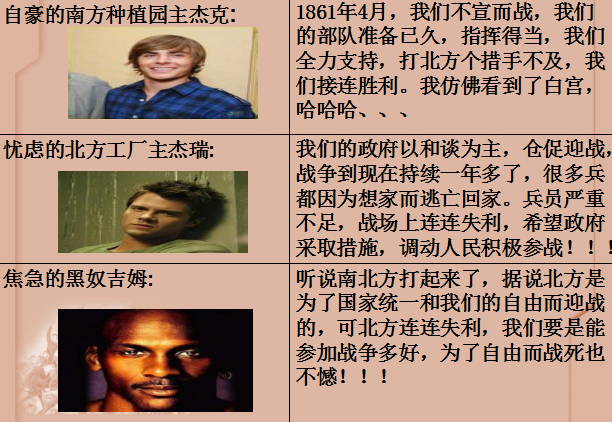 自豪的南方种植园主杰克:
1861年4月，我们不宣而战，我们
的部队准备已久，指挥得当，我们
全力支持，打北方个措手不及，我
们接连胜利。我仿佛看到了白宫，
哈哈哈、、、
忧虑的北方工厂主杰瑞:
我们的政府以和谈为主，仓促迎战，
战争到现在持续一年多了，很多兵
都因为想家而逃亡回家。兵员严重
不足，战场上连连失利，希望政府
采取措施，调动人民积极参战！！！
焦急的黑奴吉姆:
听说南北方打起来了，据说北方是
为了国家统一和我们的自由而迎战
的，可北方连连失利，我们要是能
参加战争多好，为了自由而战死也
不憾！！！